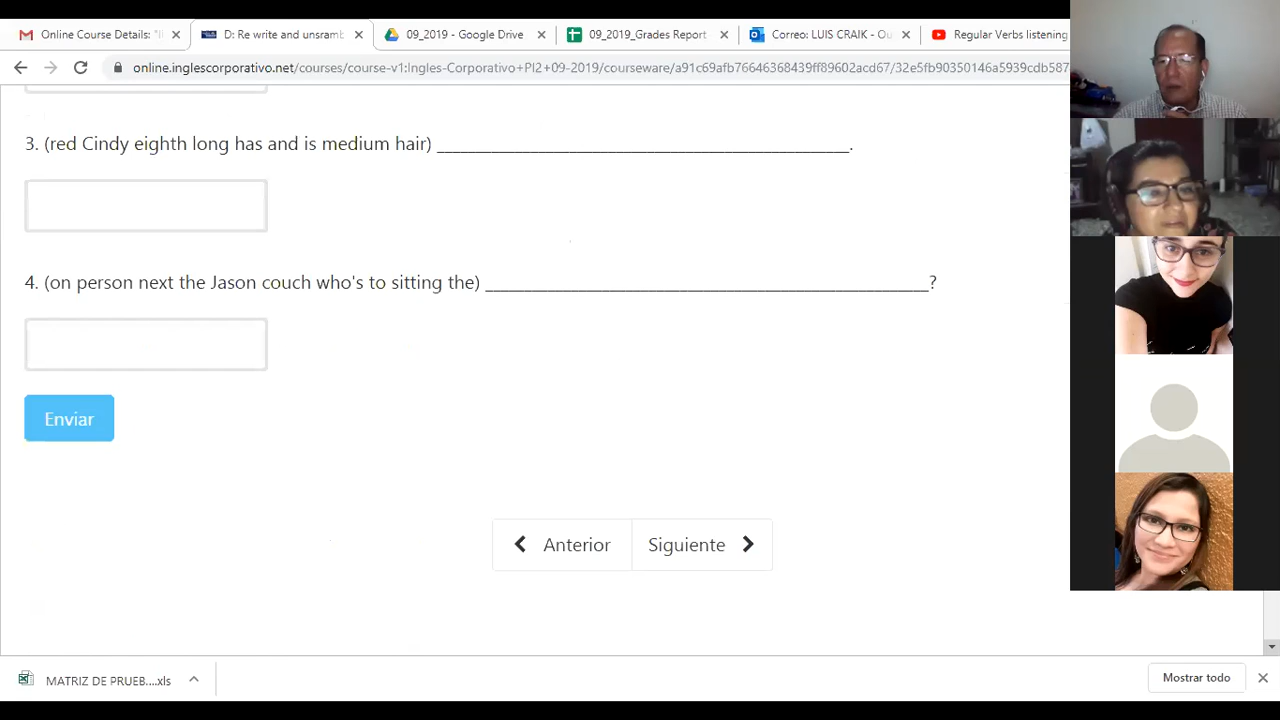 Online Course Details: "I
D: Re write and unsramb
09_2019 - Google Drive
09_2019_Grades Report
Correo: LUIS CRAIK - Ou
Regular Verbs listening
online.inglescorporativo.net/courses/course-v1:Ingles-Corporativo+PI2+09-2019/courseware/a91c69afb76646368439ff89602acd67/32e5fb90350146a5939cdb587
3. (red Cindy eighth long has and is medium hair) ________________________________________.
4. (on person next the Jason couch who's to sitting the) ___________________________________________?
Enviar
Anterior
Siguiente
MATRIZ DE PRUEB....xls
Mostrar todo